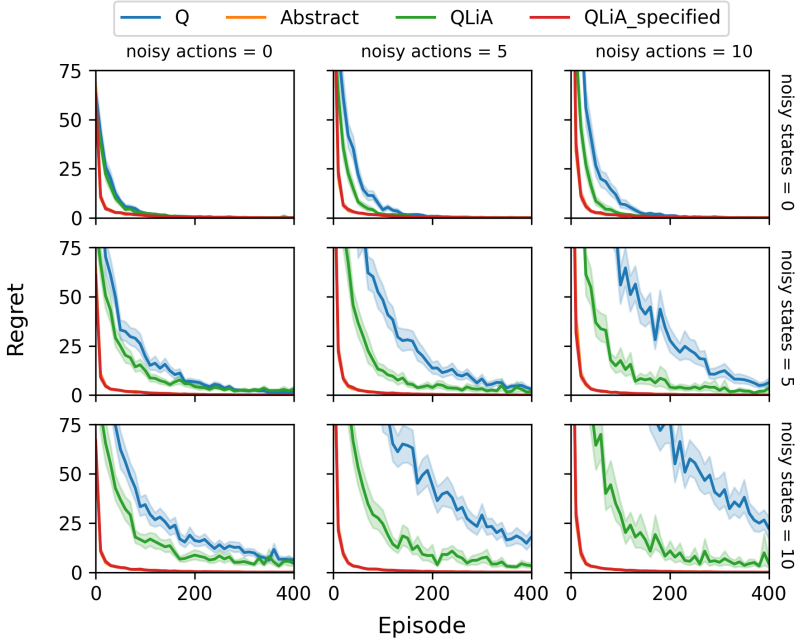 Q Abstract QLiA QLiA_specified
noisy actions = 0 noisy actions = 5 noisy actions = 10
75
50
25
0
noisy states = 0
75
50
25
0
noisy states = 5
Regret
75
50
25
0
noisy states = 10
0 200 400 0 200 400 0 200 400
Episode